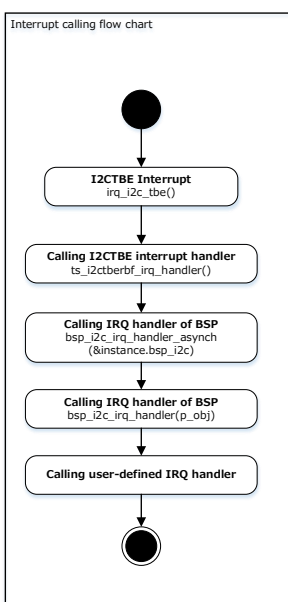 Interrupt calling flow chart
I2CTBE Interrupt
irq_i2c_tbe()
Calling I2CTBE interrupt handler
ts_i2ctberbf_irq_handler()
Calling IRQ handler of BSP
bsp_i2c_irq_handler_asynch
(&instance.bsp_i2c)
Calling IRQ handler of BSP
bsp_i2c_irq_handler(p_obj)
Calling user-defined IRQ handler